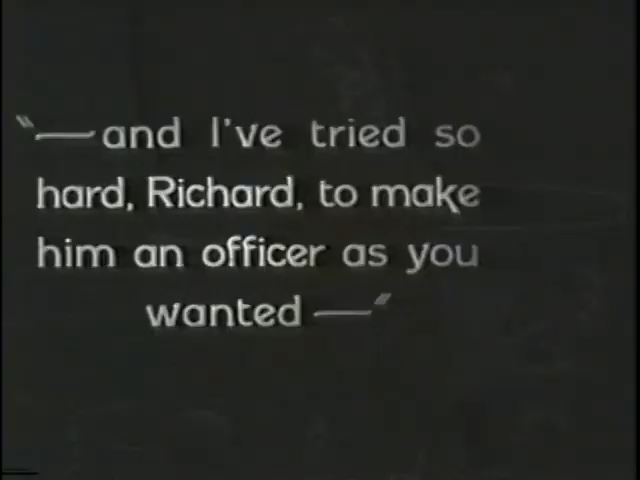 "—and I've tried so
hard, Richard, to make
him an officer as you
wanted—"